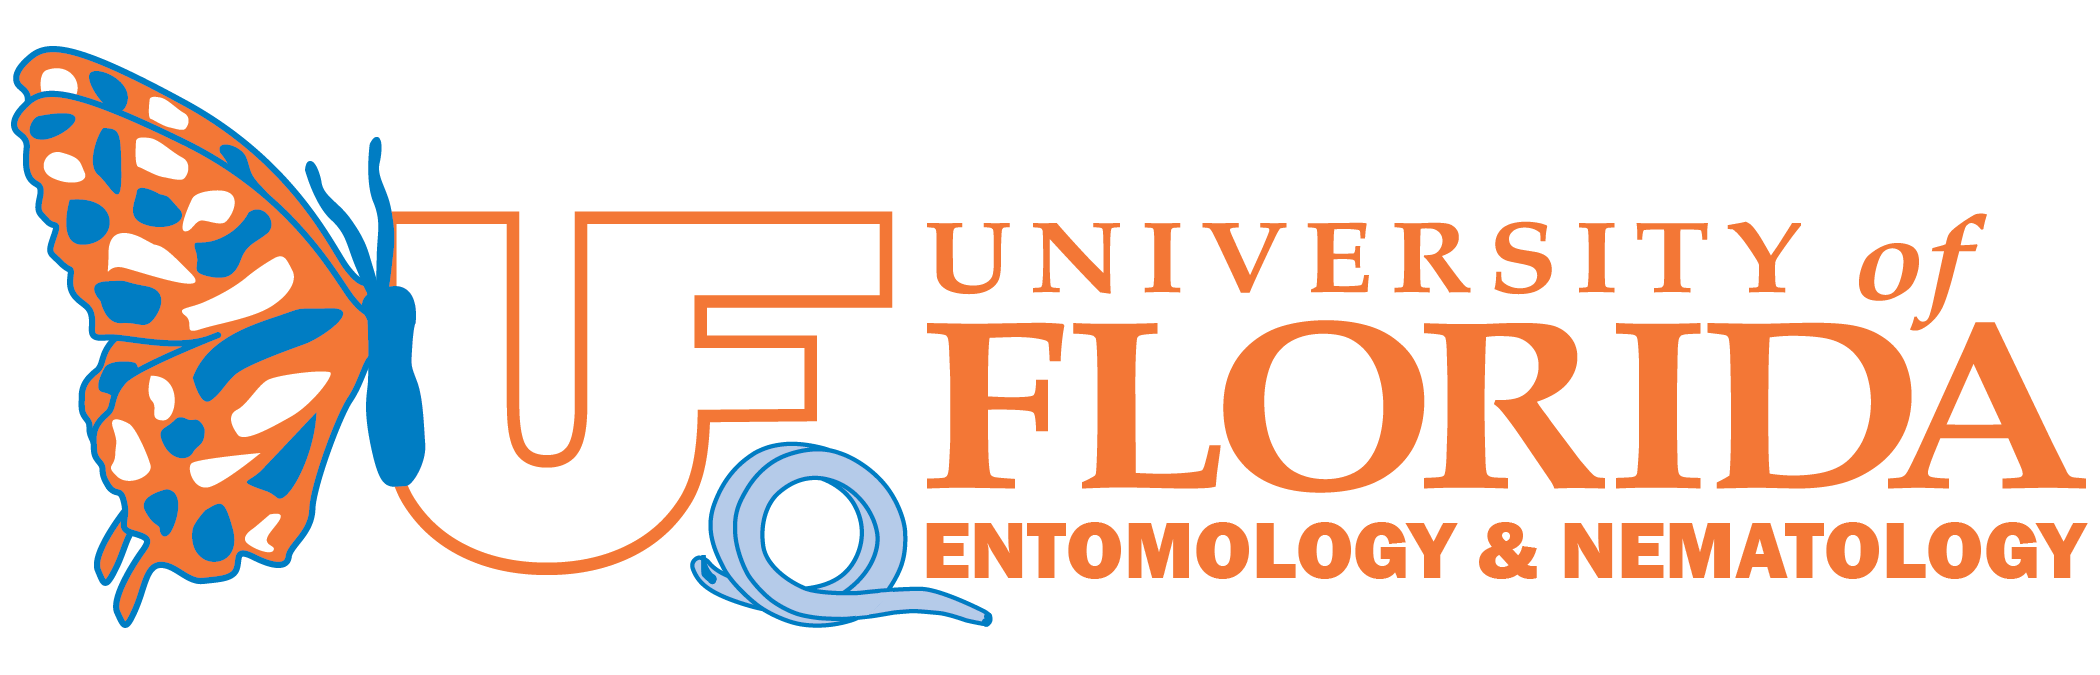 UF
UNIVERSITY of
FLORIDA
ENTOMOLOGY & NEMATOLOGY